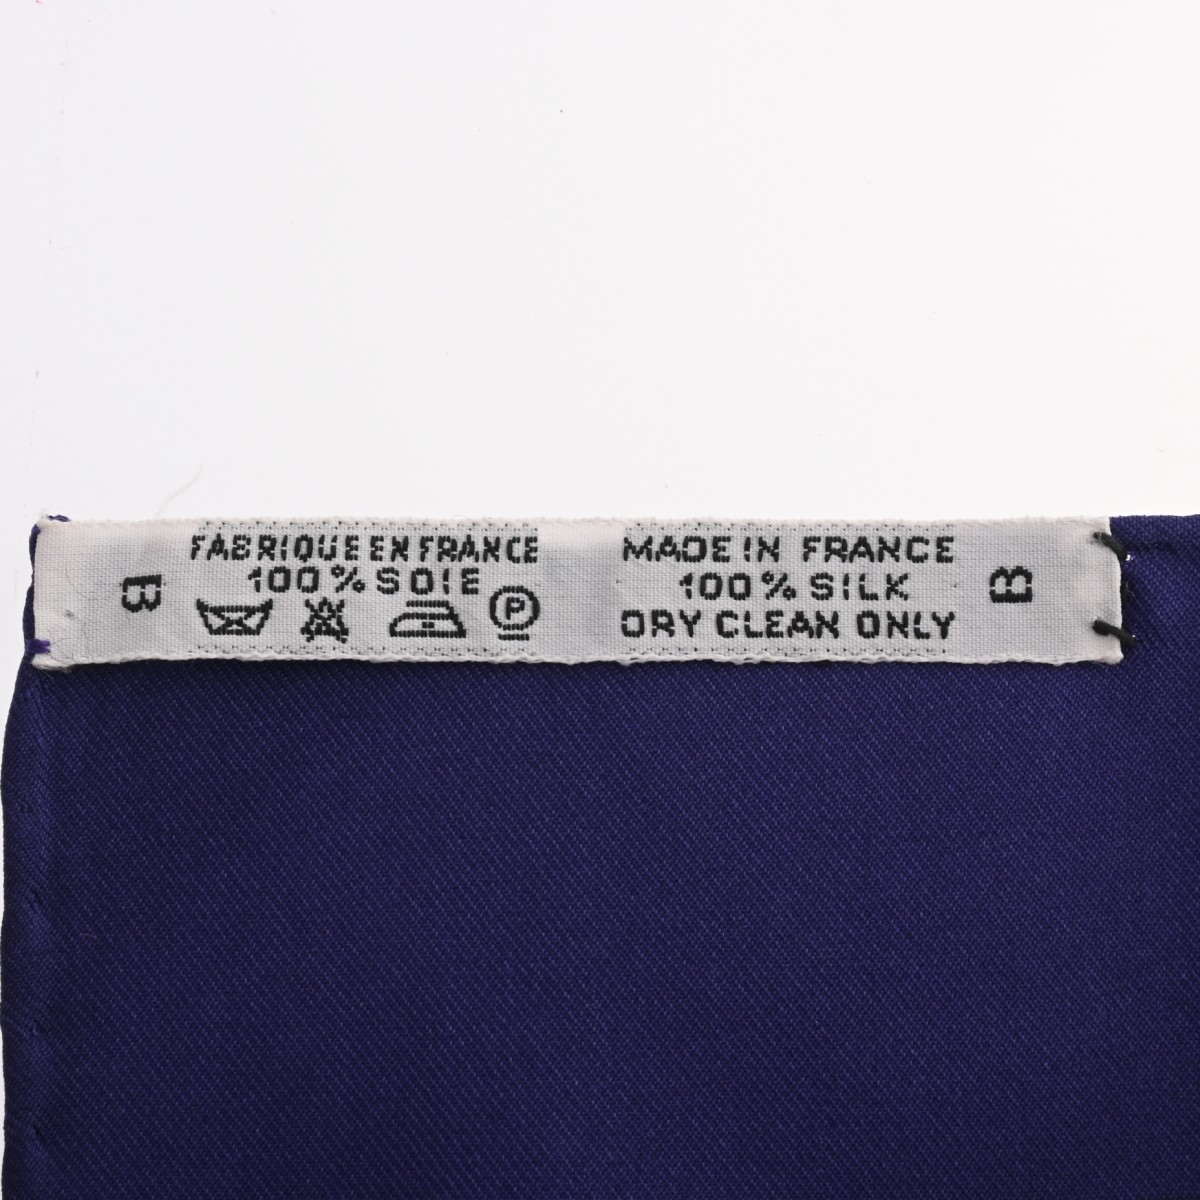 B
FABRIQUE EN FRANCE
100% SOIE
P
MADE IN FRANCE
100% SILK
DRY CLEAN ONLY
B